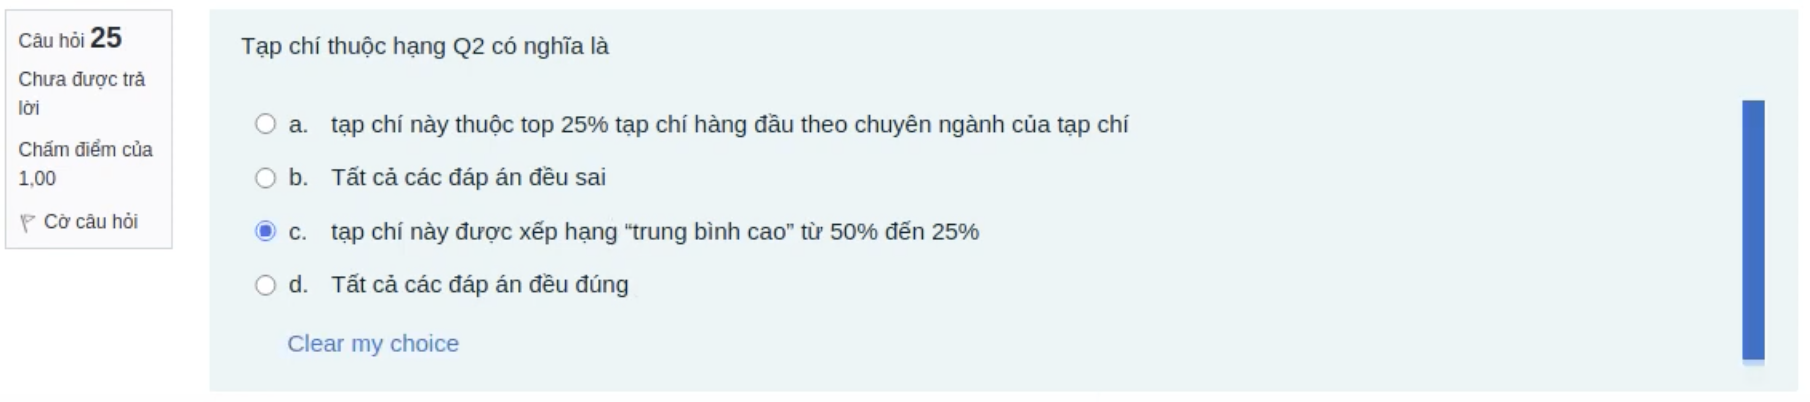 Câu hỏi 25
Chưa được trả
lời
Chấm điểm của
1,00
Cờ câu hỏi
Tạp chí thuộc hạng Q2 có nghĩa là
a. tạp chí này thuộc top 25% tạp chí hàng đầu theo chuyên ngành của tạp chí
b. Tất cả các đáp án đều sai
c. tạp chí này được xếp hạng “trung bình cao” từ 50% đến 25%
d. Tất cả các đáp án đều đúng
Clear my choice